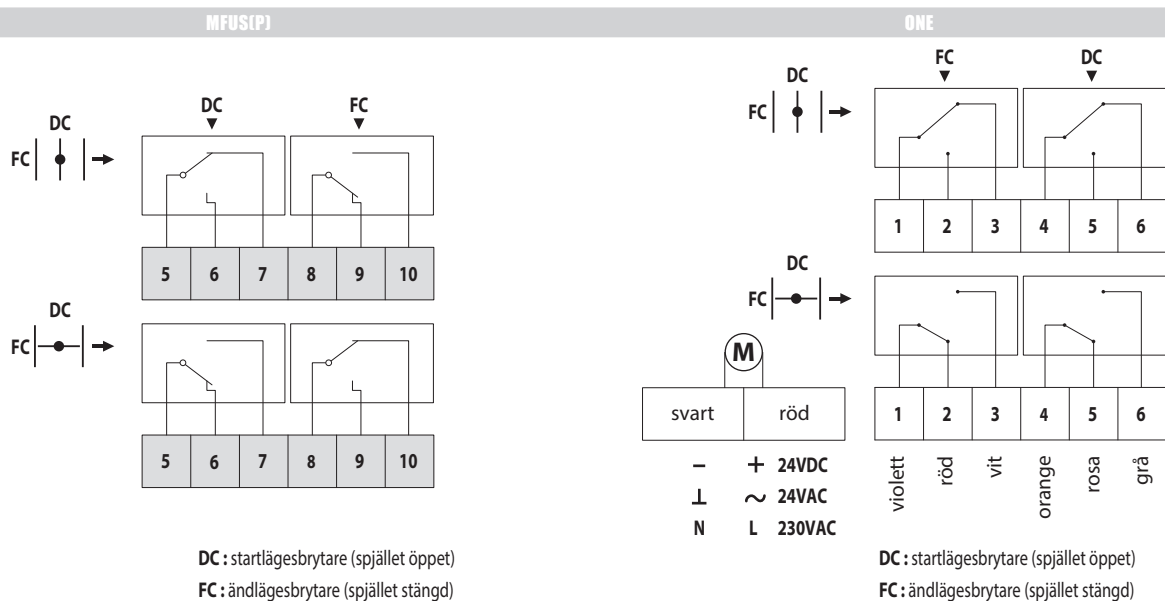 MFUS(P)
DC FC
DC
FC
5 6 7 8 9 10
DC
FC
5 6 7 8 9 10
DC : startlägesbrytare (spjället öppet)
FC : ändlägesbrytare (spjället stängd)
ONE
FC DC
DC
FC
1 2 3 4 5 6
DC
FC
M
svart röd
1 2 3 4 5 6
violett röd vit orange rosa grå
– + 24VDC
⊥ ~ 24VAC
N L 230VAC
DC : startlägesbrytare (spjället öppet)
FC : ändlägesbrytare (spjället stängd)